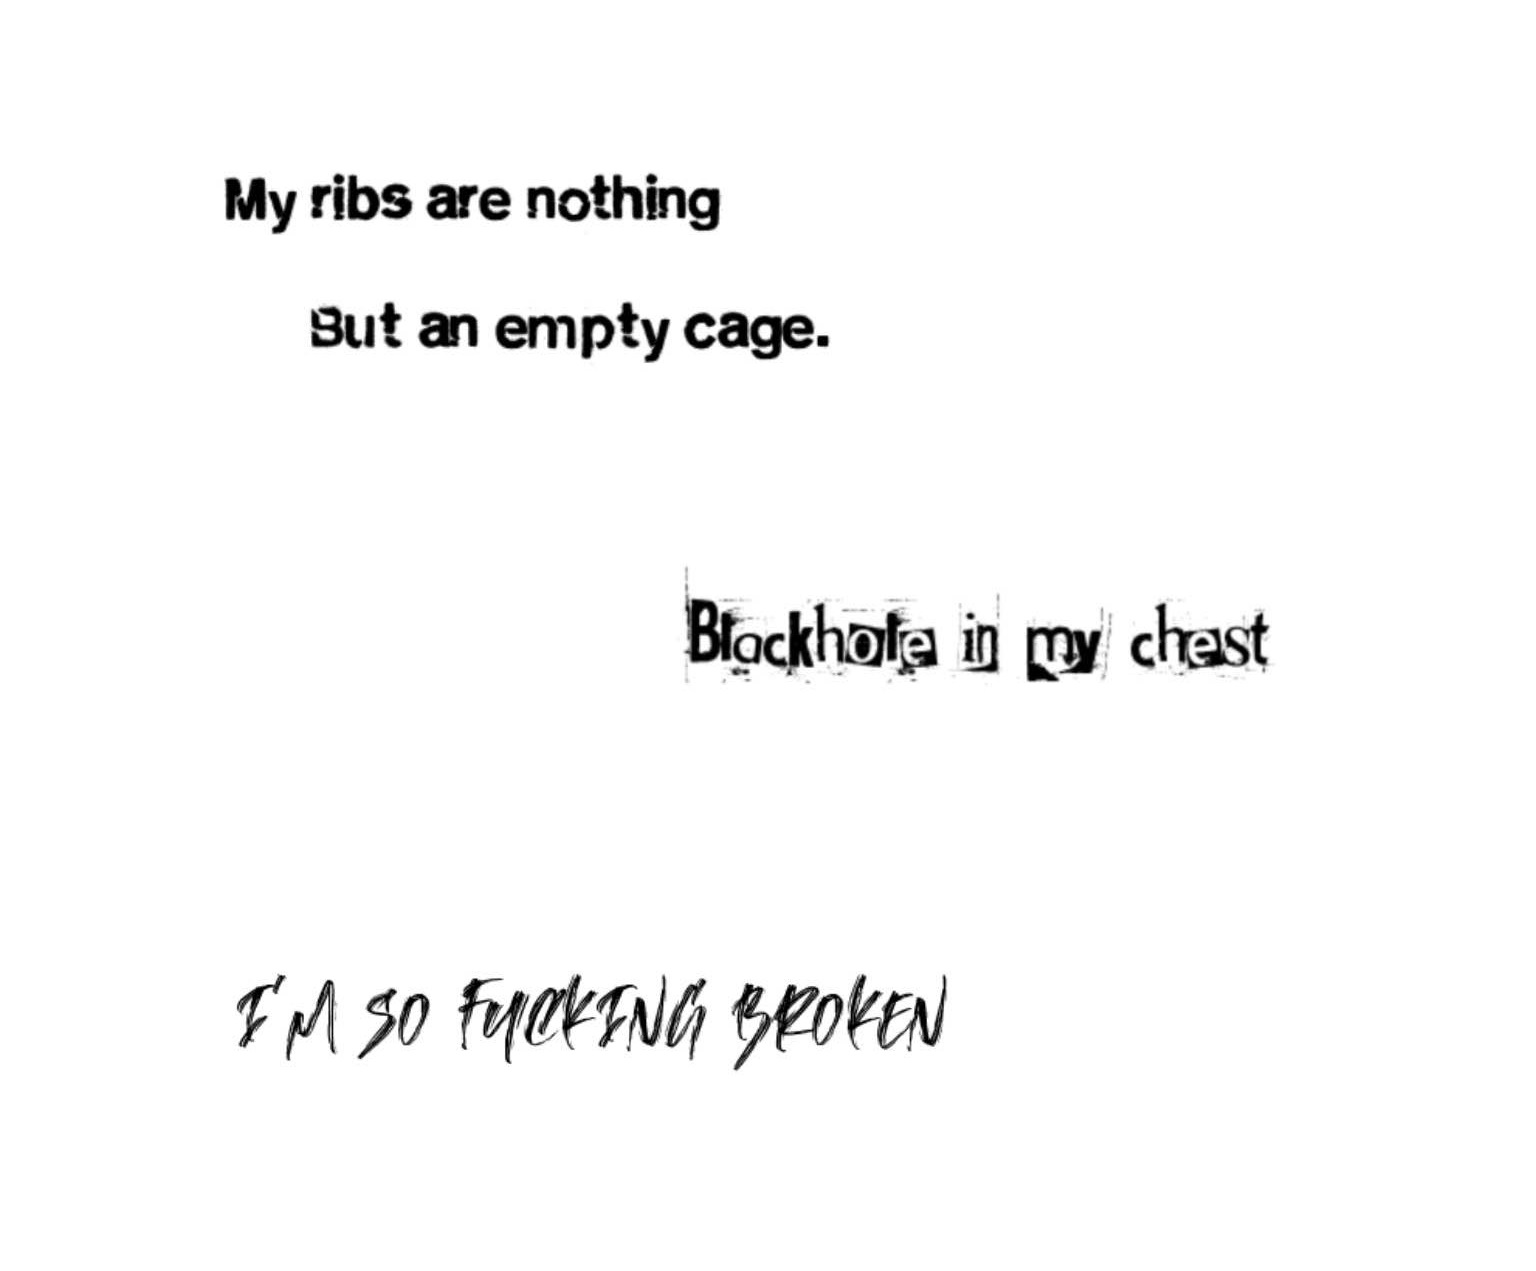 My ribs are nothing
But an empty cage.
Blackhole in my chest
I'M SO FUCKING BROKEN